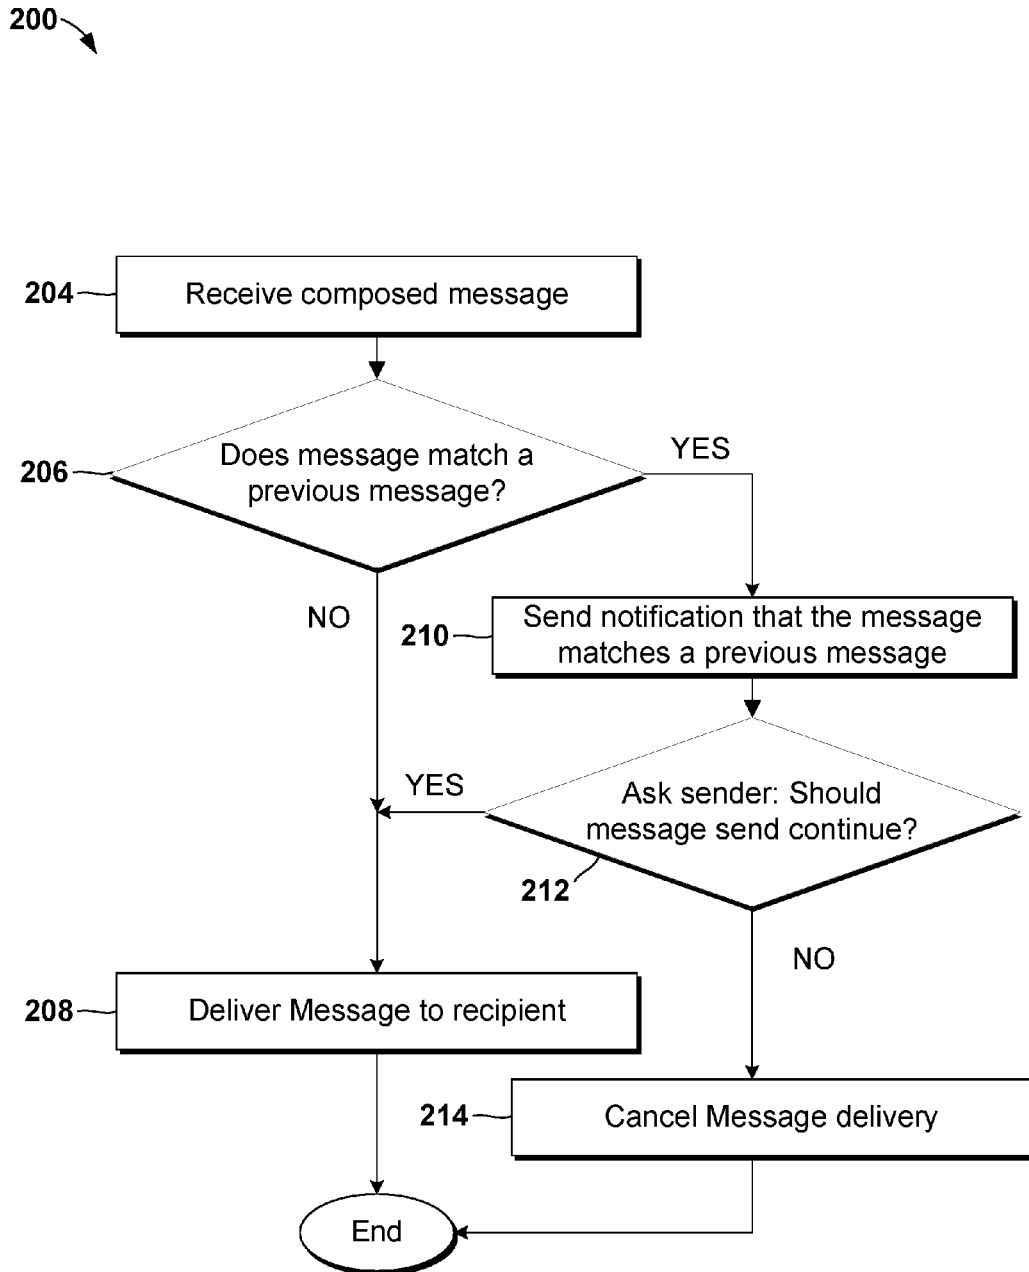 200
204
Receive composed message
206
Does message match a
previous message?
YES
NO
210
Send notification that the message
matches a previous message
YES
Ask sender: Should
message send continue?
212
NO
208
Deliver Message to recipient
214
Cancel Message delivery
End